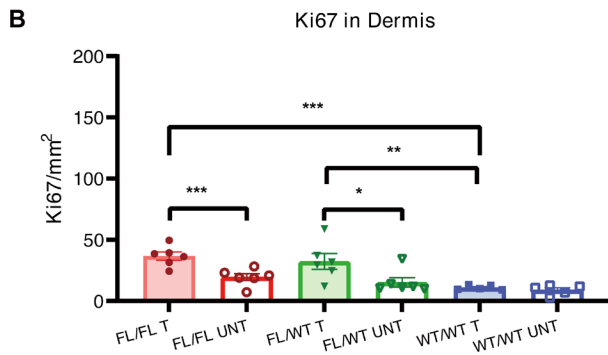 B
Ki67 in Dermis
200
150
100
50
0
Ki67/mm²
***
**
***
*
FL/FL T
FL/FL UNT
FL/WT T
FL/WT UNT
WT/WT T
WT/WT UNT